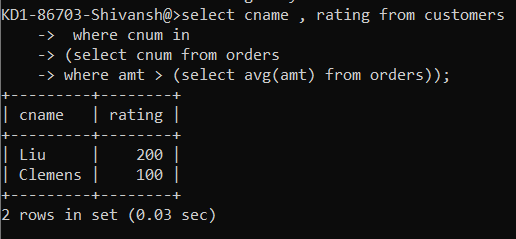 KD1-86703-Shivansh@>select cname , rating from customers
    ->  where cnum in
    -> (select cnum from orders
    -> where amt > (select avg(amt) from orders));
+---------+--------+
| cname   | rating |
+---------+--------+
| Liu     |    200 |
| Clemens |    100 |
+---------+--------+
2 rows in set (0.03 sec)